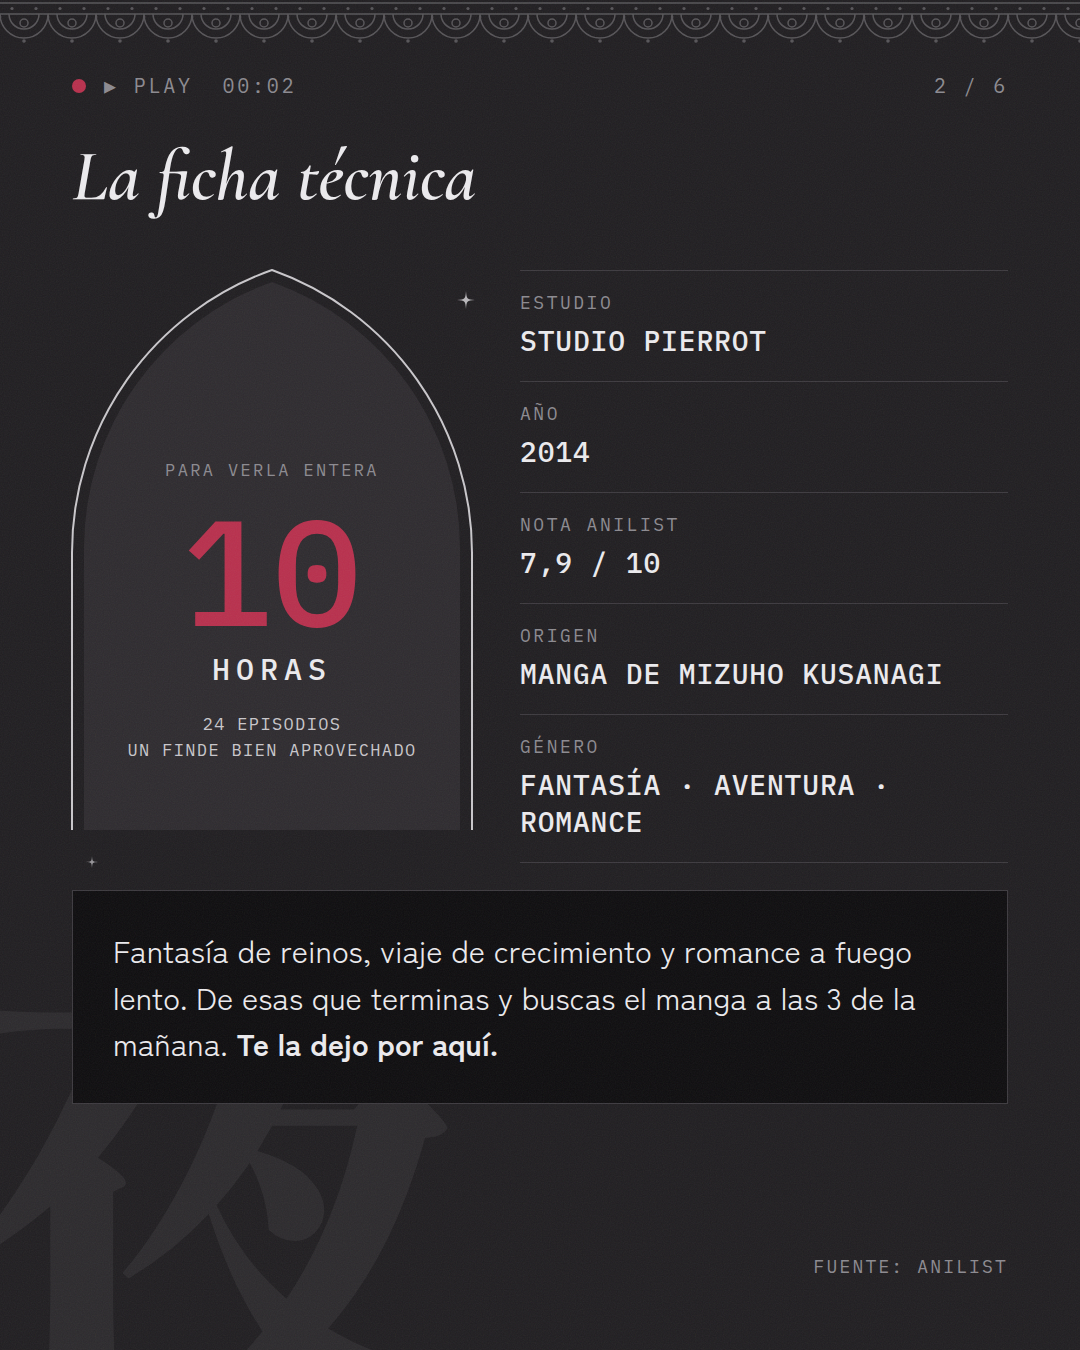 ▶ PLAY 00:02
2 / 6
La ficha técnica
PARA VERLA ENTERA
10
HORAS
24 EPISODIOS
UN FINDE BIEN APROVECHADO
ESTUDIO
STUDIO PIERROT
AÑO
2014
NOTA ANILIST
7,9 / 10
ORIGEN
MANGA DE MIZUHO KUSANAGI
GÉNERO
FANTASÍA · AVENTURA ·
ROMANCE
Fantasía de reinos, viaje de crecimiento y romance a fuego
lento. De esas que terminas y buscas el manga a las 3 de la
mañana. Te la dejo por aquí.
夜
FUENTE: ANILIST